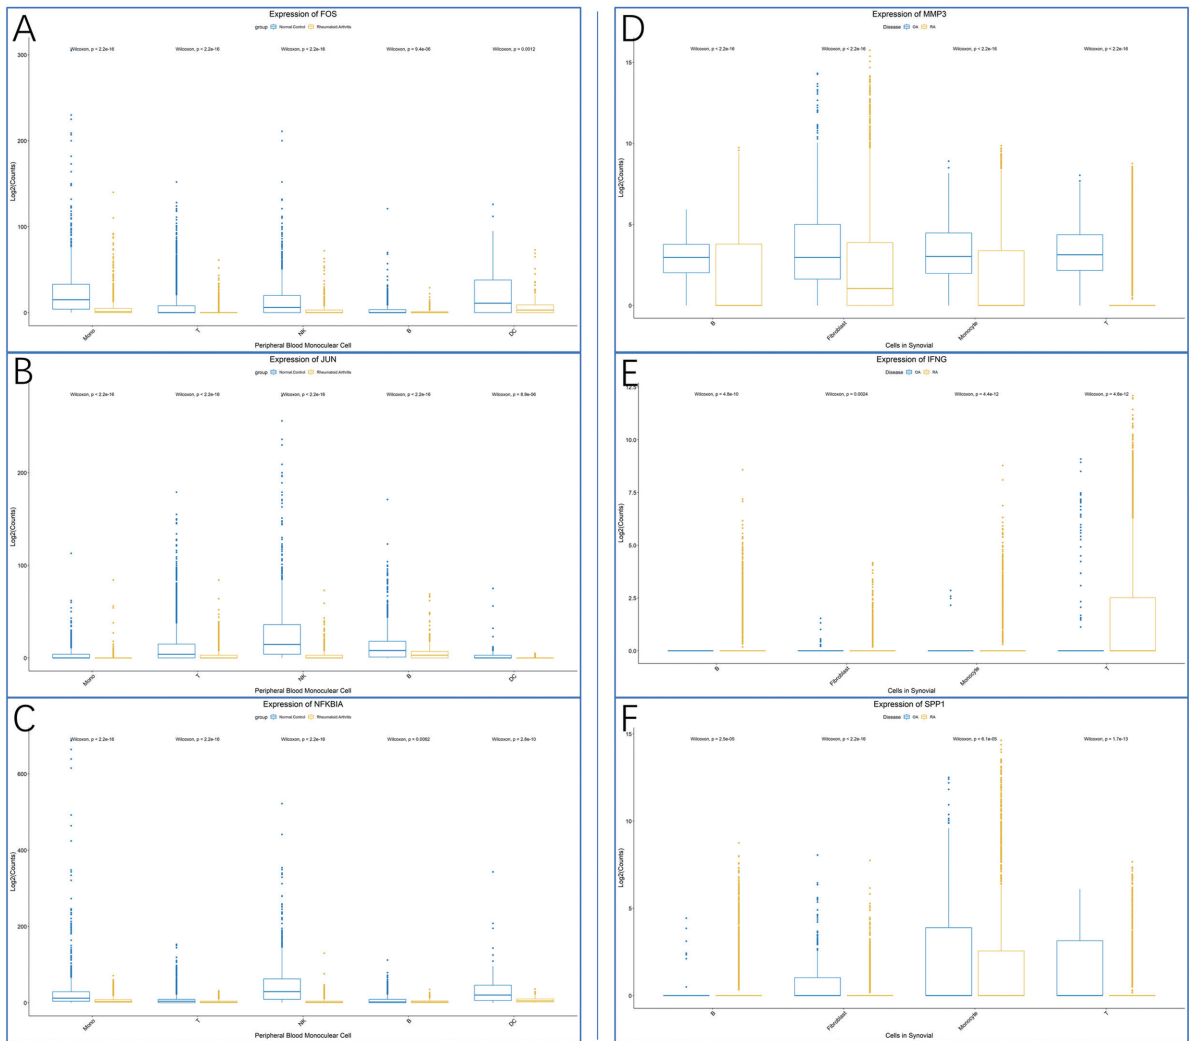 A
Expression of FOS
group Normal Control Rheumatoid Arthritis
Wilcoxon, p < 2.2e-16 Wilcoxon, p < 2.2e-16 Wilcoxon, p < 2.2e-16 Wilcoxon, p = 9.4e-06 Wilcoxon, p = 0.0012
300
200
100
0
Log2(Counts)
Mono T NK B DC
Peripheral Blood Monoculear Cell
B
Expression of JUN
group Normal Control Rheumatoid Arthritis
Wilcoxon, p < 2.2e-16 Wilcoxon, p < 2.2e-16 Wilcoxon, p < 2.2e-16 Wilcoxon, p < 2.2e-16
200
100
0
Log2(Counts)
Mono T NK B DC
Peripheral Blood Monoculear Cell
C
Expression of NFKBIA
group Normal Control Rheumatoid Arthritis
Wilcoxon, p < 2.2e-16 Wilcoxon, p < 2.2e-16 Wilcoxon, p < 2.2e-16 Wilcoxon, p = 0.0062 Wilcoxon, p = 2.6e-10
600
400
200
0
Log2(Counts)
Mono T NK B DC
Peripheral Blood Monoculear Cell
D
Expression of MMP3
Disease OA RA
Wilcoxon, p < 2.2e-16 Wilcoxon, p < 2.2e-16 Wilcoxon, p < 2.2e-16 Wilcoxon, p < 2.2e-16
15
10
5
0
Log2(Counts)
B Fibroblast Monocyte T
Cells in Synovial
E
Expression of IFNG
Disease OA RA
Wilcoxon, p = 4.8e-10 Wilcoxon, p = 0.0024 Wilcoxon, p = 4.4e-12 Wilcoxon, p = 4.6e-12
12.5
10.0
7.5
5.0
2.5
0.0
Log2(Counts)
B Fibroblast Monocyte T
Cells in Synovial
F
Expression of SPP1
Disease OA RA
Wilcoxon, p = 2.5e-05 Wilcoxon, p < 2.2e-16 Wilcoxon, p = 6.1e-05 Wilcoxon, p = 1.7e-13
15
10
5
0
Log2(Counts)
B Fibroblast Monocyte T
Cells in Synovial